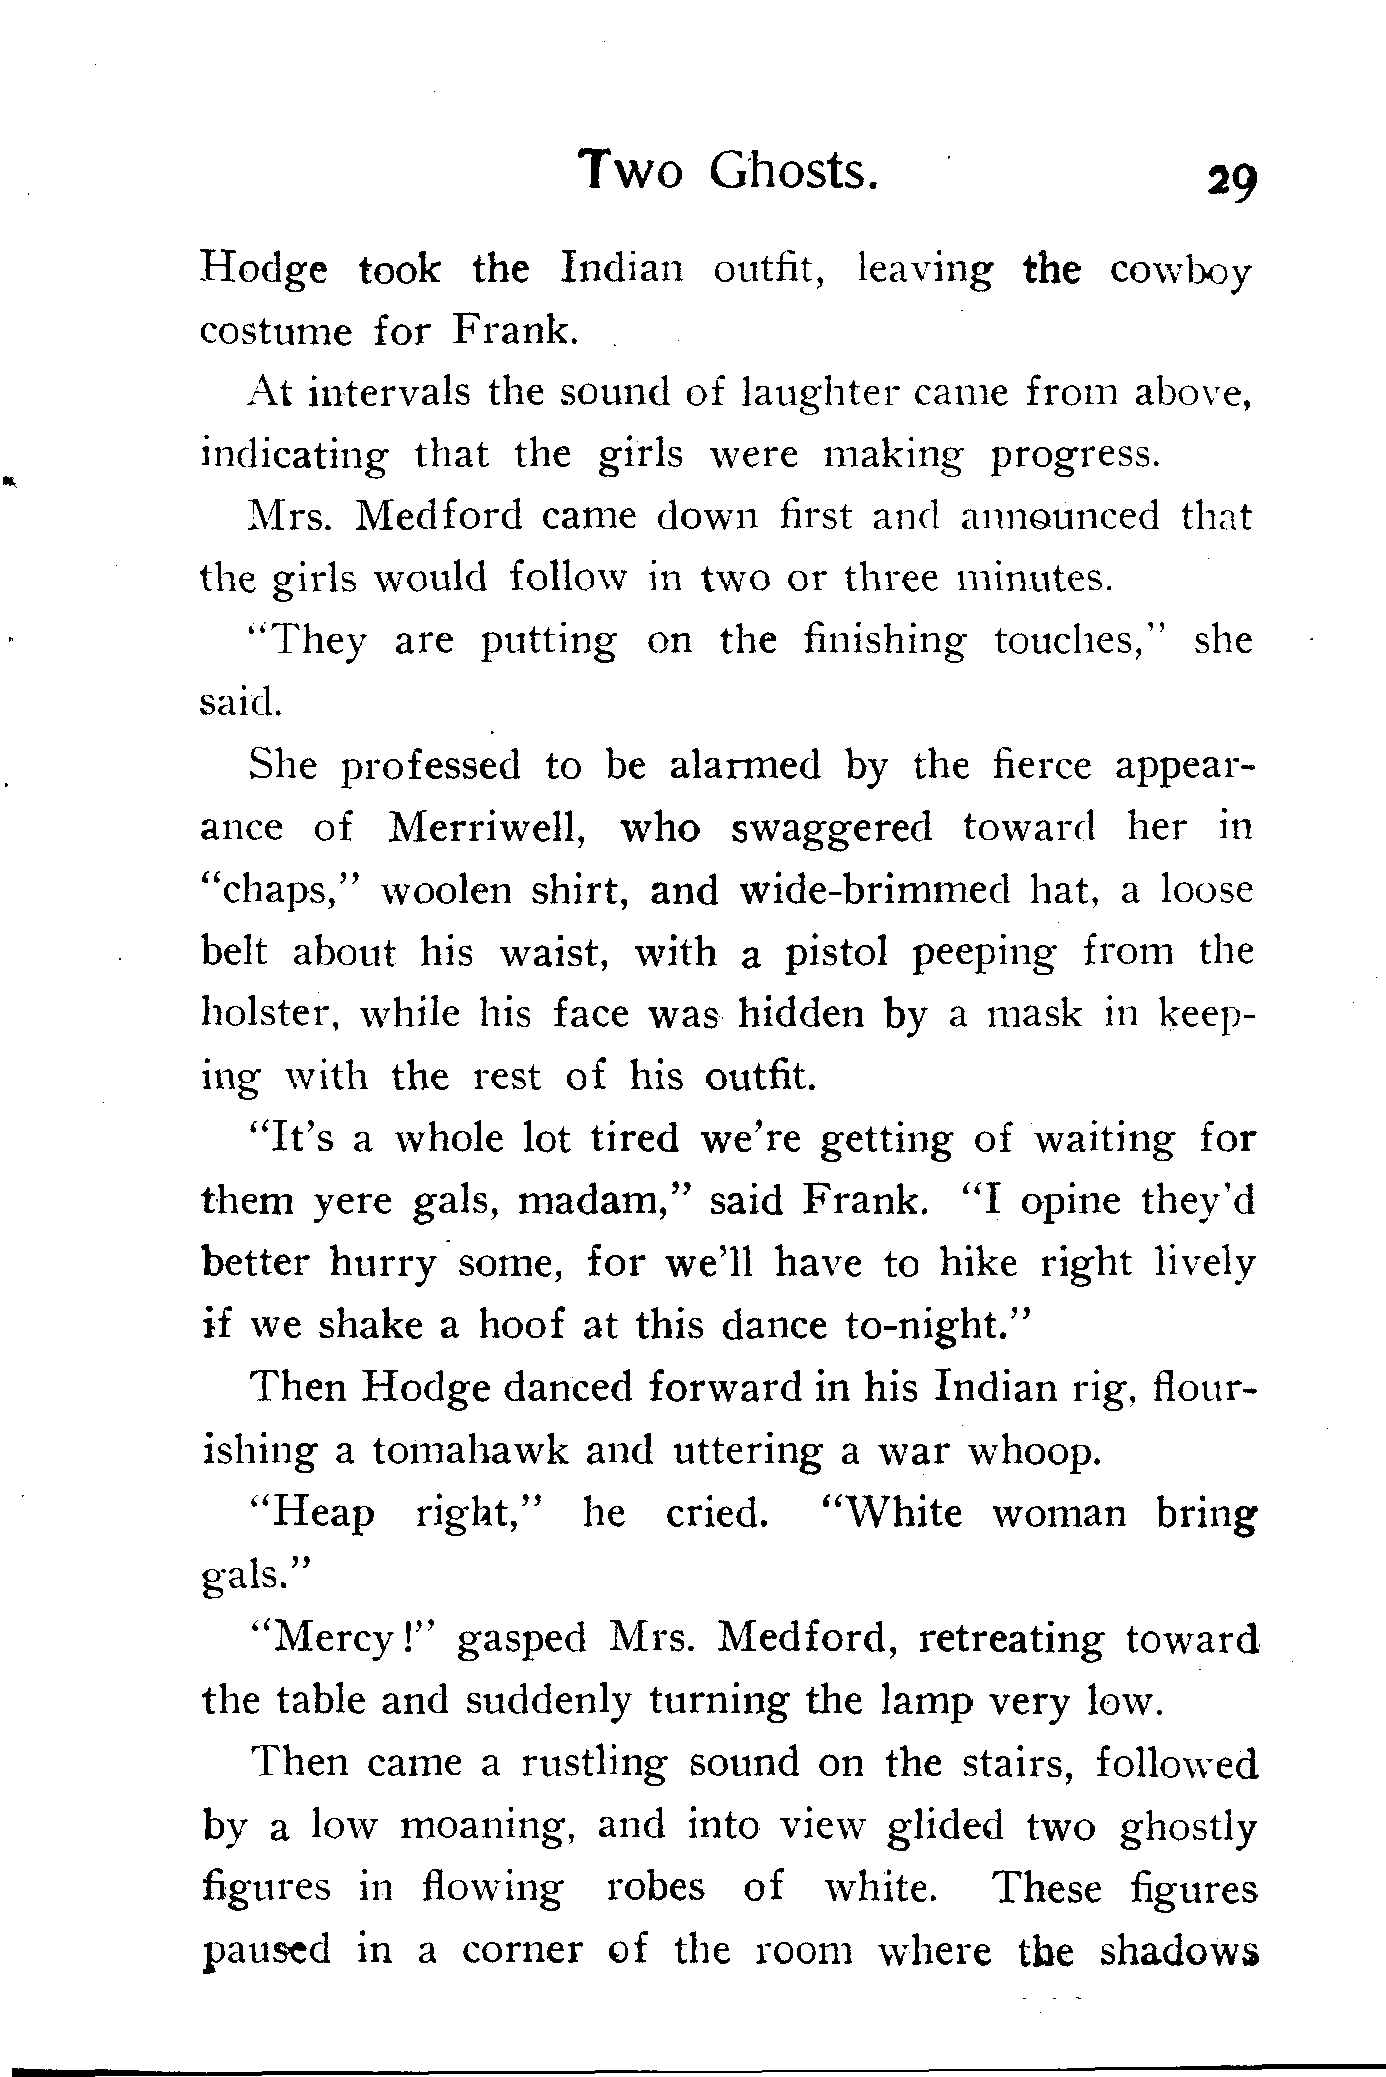 Two Ghosts. 29
Hodge took the Indian outfit, leaving the cowboy
costume for Frank.
At intervals the sound of laughter came from above,
indicating that the girls were making progress.
Mrs. Medford came down first and announced that
the girls would follow in two or three minutes.
“They are putting on the finishing touches,” she
said.
She professed to be alarmed by the fierce appear-
ance of Merriwell, who swaggered toward her in
“chaps,” woolen shirt, and wide-brimmed hat, a loose
belt about his waist, with a pistol peeping from the
holster, while his face was hidden by a mask in keep-
ing with the rest of his outfit.
“It’s a whole lot tired we’re getting of waiting for
them yere gals, madam,” said Frank. “I opine they’d
better hurry some, for we’ll have to hike right lively
if we shake a hoof at this dance to-night.”
Then Hodge danced forward in his Indian rig, flour-
ishing a tomahawk and uttering a war whoop.
“Heap right,” he cried. “White woman bring
gals.”
“Mercy!” gasped Mrs. Medford, retreating toward
the table and suddenly turning the lamp very low.
Then came a rustling sound on the stairs, followed
by a low moaning, and into view glided two ghostly
figures in flowing robes of white. These figures
paused in a corner of the room where the shadows